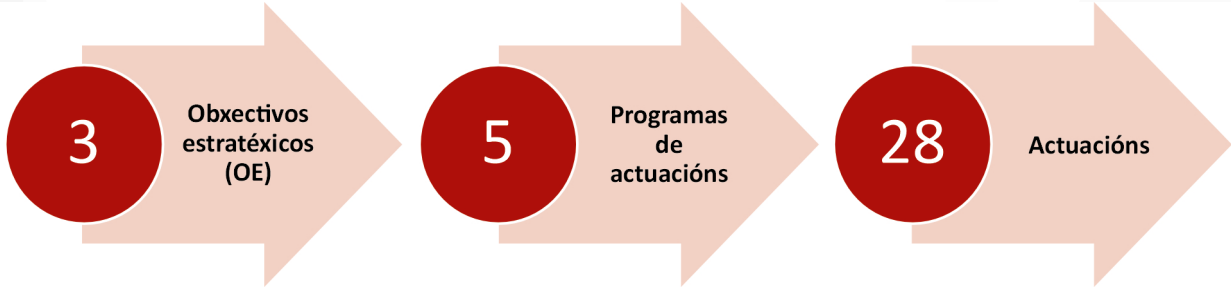 3
Obxectivos
estratéxicos
(OE)
5
Programas
de
actuacións
28
Actuacións